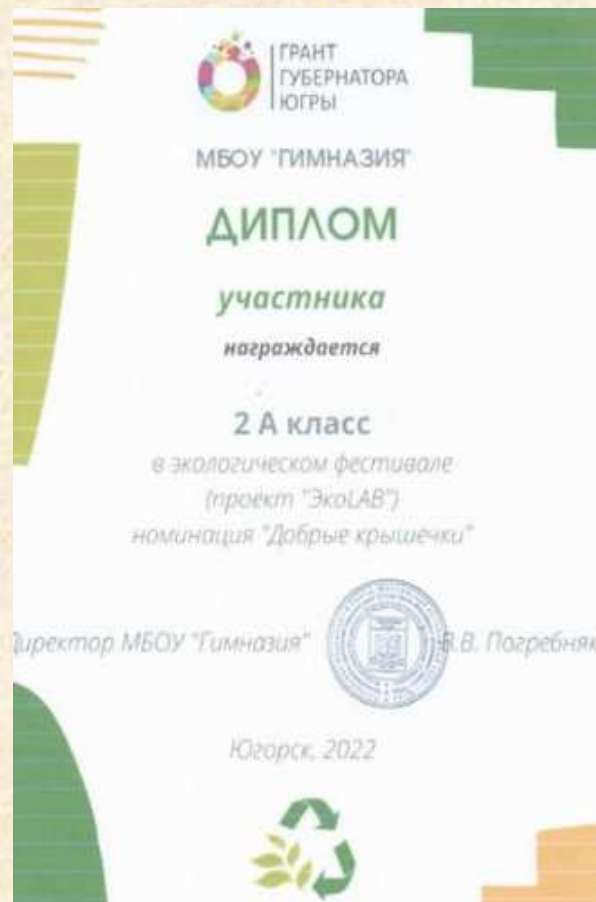 ГРАНТ
ГУБЕРНАТОРА
ЮГРЫ
МБОУ "ГИМНАЗИЯ"
ДИПЛОМ
участника
награждается
2 А класс
в экологическом фестивале
(проект "ЭкоLAB")
номинация "Добрые крышечки"
Директор МБОУ "Гимназия" В.В. Погребняк
Югорск, 2022